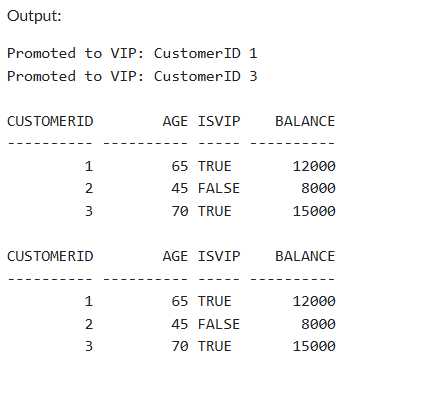 Output:
Promoted to VIP: CustomerID 1
Promoted to VIP: CustomerID 3
CUSTOMERID        AGE ISVIP    BALANCE
---------- ---------- ----- ----------
         1         65 TRUE       12000
         2         45 FALSE       8000
         3         70 TRUE       15000
CUSTOMERID        AGE ISVIP    BALANCE
---------- ---------- ----- ----------
         1         65 TRUE       12000
         2         45 FALSE       8000
         3         70 TRUE       15000